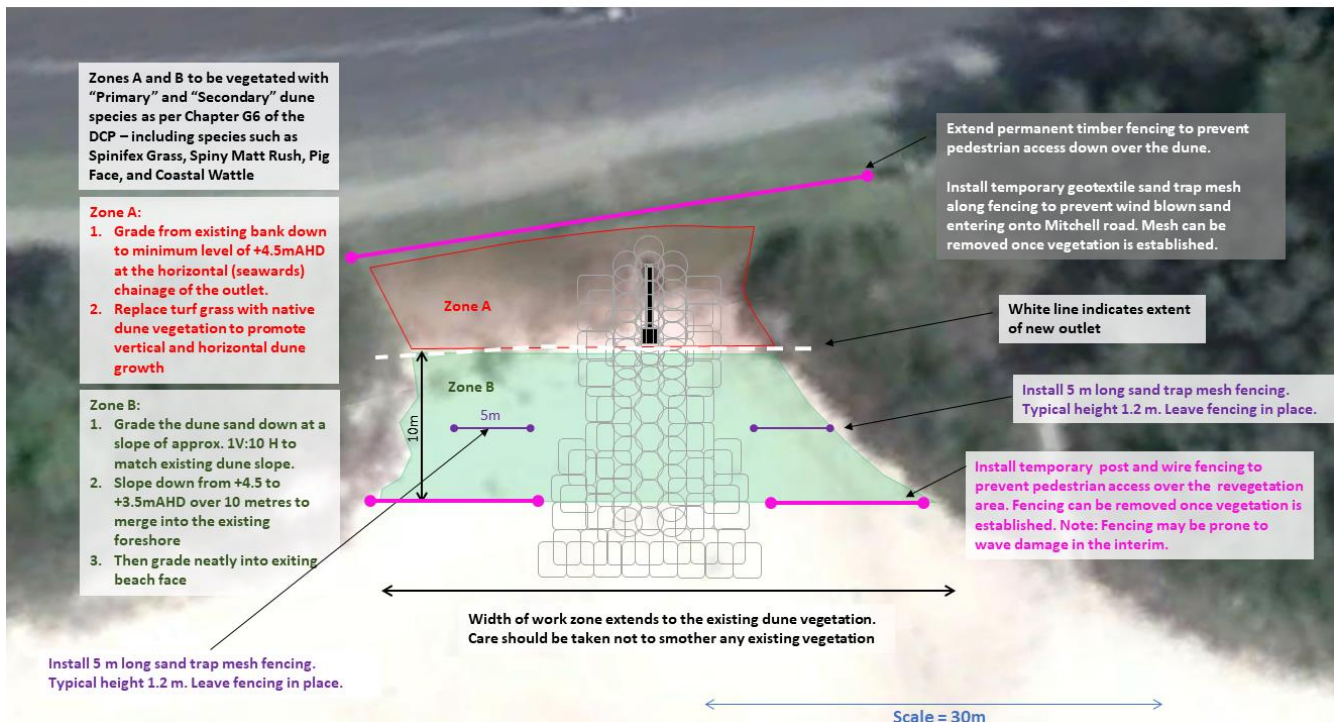 Zones A and B to be vegetated with
“Primary” and “Secondary” dune
species as per Chapter G6 of the
DCP – including species such as
Spinifex Grass, Spiny Matt Rush, Pig
Face, and Coastal Wattle
Zone A:
1. Grade from existing bank down
to minimum level of +4.5mAHD
at the horizontal (seawards)
chainage of the outlet.
2. Replace turf grass with native
dune vegetation to promote
vertical and horizontal dune
growth
Zone B:
1. Grade the dune sand down at a
slope of approx. 1V:10 H to
match existing dune slope.
2. Slope down from +4.5 to
+3.5mAHD over 10 metres to
merge into the existing
foreshore
3. Then grade neatly into exiting
beach face
Install 5 m long sand trap mesh fencing.
Typical height 1.2 m. Leave fencing in place.
Zone A
Zone B
10m
5m
Width of work zone extends to the existing dune vegetation.
Care should be taken not to smother any existing vegetation
Extend permanent timber fencing to prevent
pedestrian access down over the dune.
Install temporary geotextile sand trap mesh
along fencing to prevent wind blown sand
entering onto Mitchell road. Mesh can be
removed once vegetation is established.
White line indicates extent
of new outlet
Install 5 m long sand trap mesh fencing.
Typical height 1.2 m. Leave fencing in place.
Install temporary post and wire fencing to
prevent pedestrian access over the revegetation
area. Fencing can be removed once vegetation is
established. Note: Fencing may be prone to
wave damage in the interim.
Scale = 30m